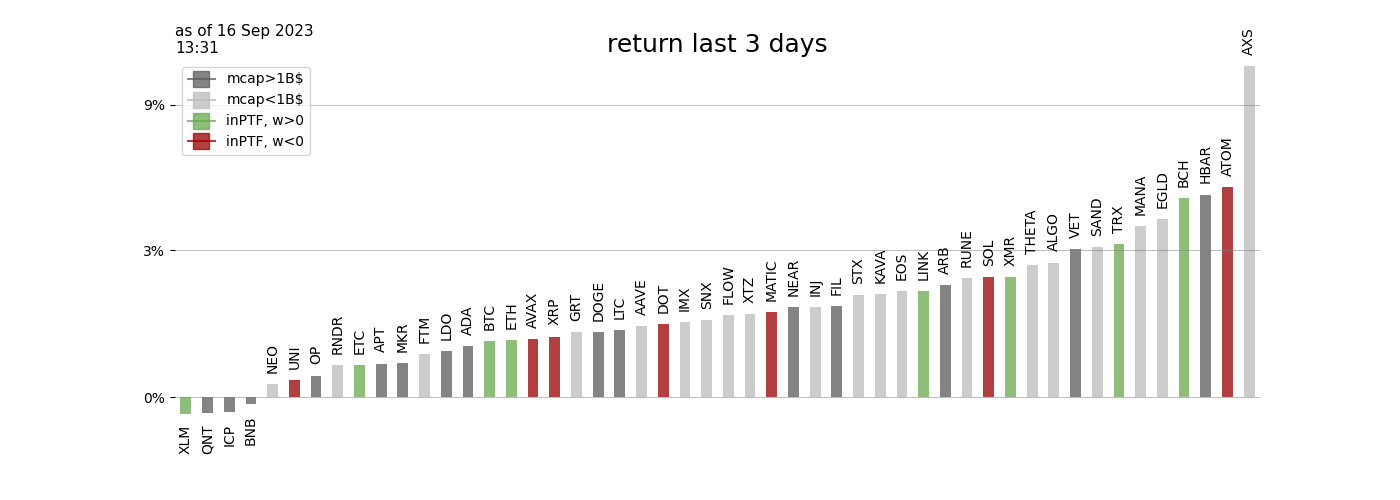 as of 16 Sep 2023
13:31
return last 3 days
mcap>1B$
mcap<1B$
inPTF, w>0
inPTF, w<0
9%
3%
0%
XLM
QNT
ICP
BNB
NEO
UNI
OP
RNDR
ETC
APT
MKR
FTM
LDO
ADA
BTC
ETH
AVAX
XRP
GRT
DOGE
LTC
AAVE
DOT
IMX
SNX
FLOW
XTZ
MATIC
NEAR
INJ
FIL
STX
KAVA
EOS
LINK
ARB
RUNE
SOL
XMR
THETA
ALGO
VET
SAND
TRX
MANA
EGLD
BCH
HBAR
ATOM
AXS